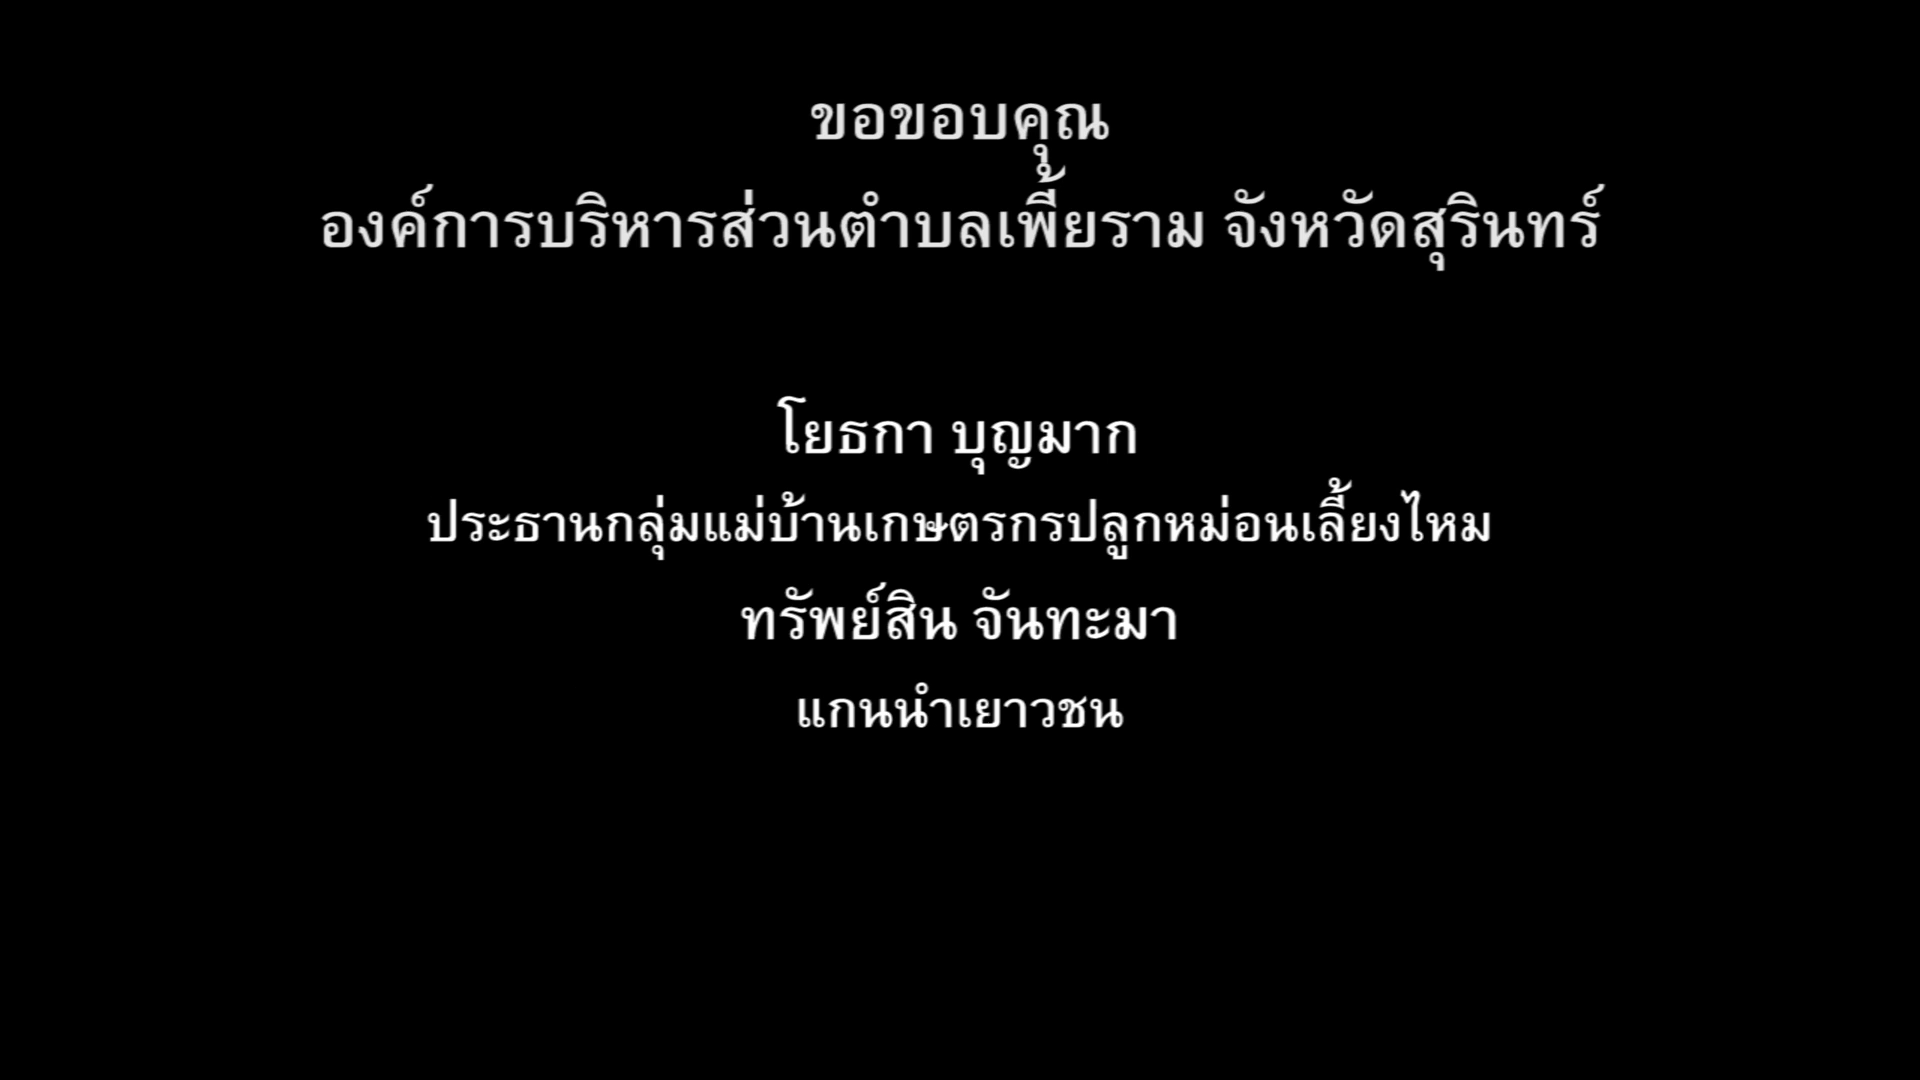 ขอขอบคุณ
องค์การบริหารส่วนตำบลเพี้ยราม จังหวัดสุรินทร์
โยธกา บุญมาก
ประธานกลุ่มแม่บ้านเกษตรกรปลูกหม่อนเลี้ยงไหม
ทรัพย์สิน จันทะมา
แกนนำเยาวชน